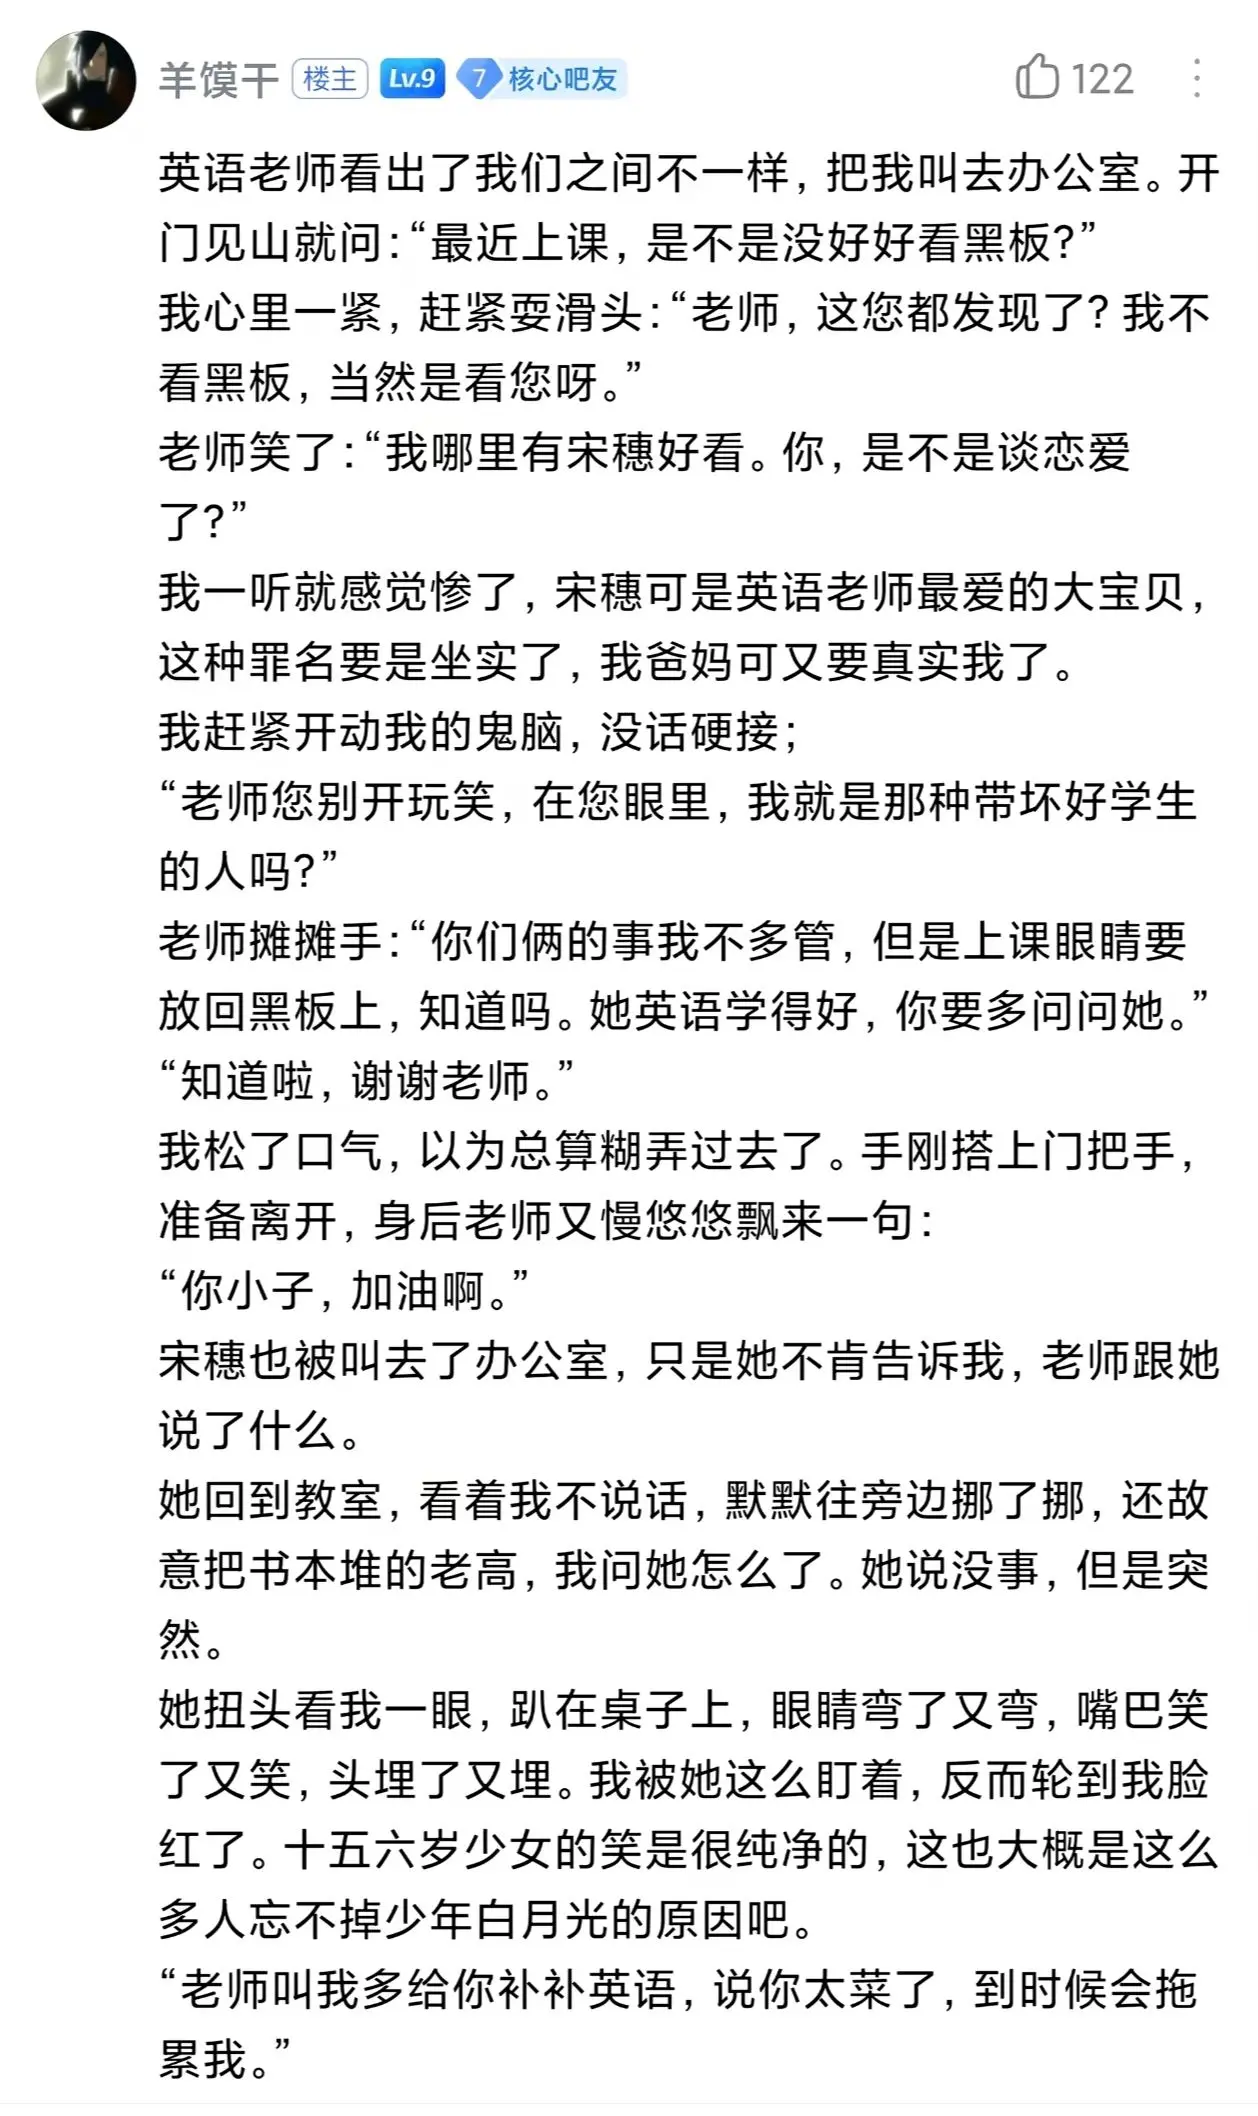 羊馍干 楼主 Lv.9 7 核心吧友 122
英语老师看出了我们之间不一样，把我叫去办公室。开
门见山就问：“最近上课，是不是没好好看黑板？”
我心里一紧，赶紧耍滑头：“老师，这您都发现了？我不
看黑板，当然是看您呀。”
老师笑了：“我哪里有宋穗好看。你，是不是谈恋爱
了？”
我一听就感觉惨了，宋穗可是英语老师最爱的大宝贝，
这种罪名要是坐实了，我爸妈可又要真实我了。
我赶紧开动我的鬼脑，没话硬接；
“老师您别开玩笑，在您眼里，我就是那种带坏好学生
的人吗？”
老师摊摊手：“你们俩的事我不多管，但是上课眼睛要
放回黑板上，知道吗。她英语学得好，你要多问问她。”
“知道啦，谢谢老师。”
我松了口气，以为总算糊弄过去了。手刚搭上门把手，
准备离开，身后老师又慢悠悠飘来一句：
“你小子，加油啊。”
宋穗也被叫去了办公室，只是她不肯告诉我，老师跟她
说了什么。
她回到教室，看着我不说话，默默往旁边挪了挪，还故
意把书本堆的老高，我问她怎么了。她说没事，但是突
然。
她扭头看我一眼，趴在桌子上，眼睛弯了又弯，嘴巴笑
了又笑，头埋了又埋。我被她这么盯着，反而轮到我脸
红了。十五六岁少女的笑是很纯净的，这也大概是这么
多人忘不掉少年白月光的原因吧。
“老师叫我多给你补补英语，说你太菜了，到时候会拖
累我。”